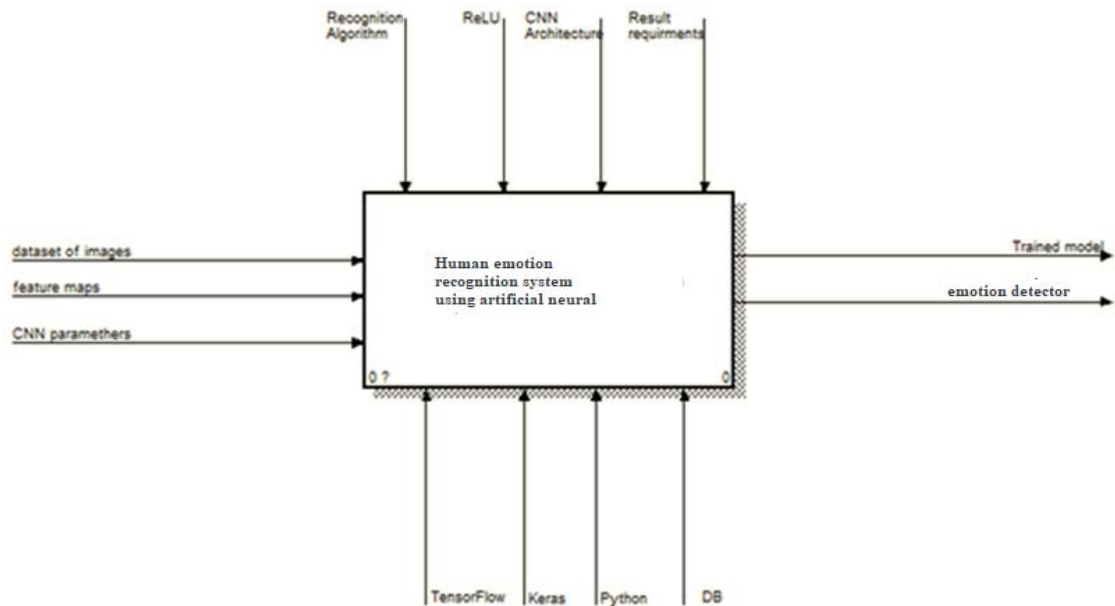 Recognition
Algorithm
ReLU
CNN
Architecture
Result
requirments
dataset of images
feature maps
CNN paramethers
Human emotion
recognition system
using artificial neural
0 ?
0
Trained model
emotion detector
TensorFlow
Keras
Python
DB